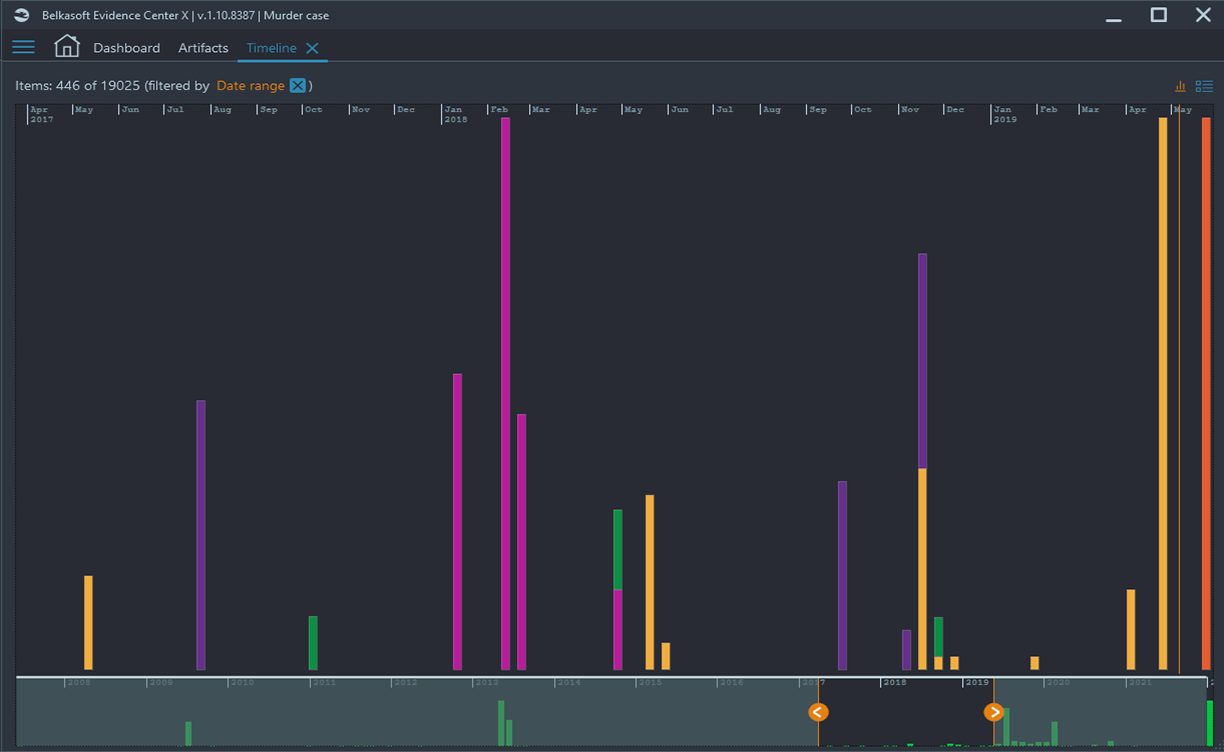 Belkasoft Evidence Center X | v.1.10.8387 | Murder case
Dashboard Artifacts Timeline
Items: 446 of 19025 (filtered by Date range )
Apr May Jun Jul Aug Sep Oct Nov Dec Jan Feb Mar Apr May Jun Jul Aug Sep Oct Nov Dec Jan Feb Mar Apr May
2017 2018 2019
2008 2009 2010 2011 2012 2013 2014 2015 2016 2017 2018 2019 2020 2021